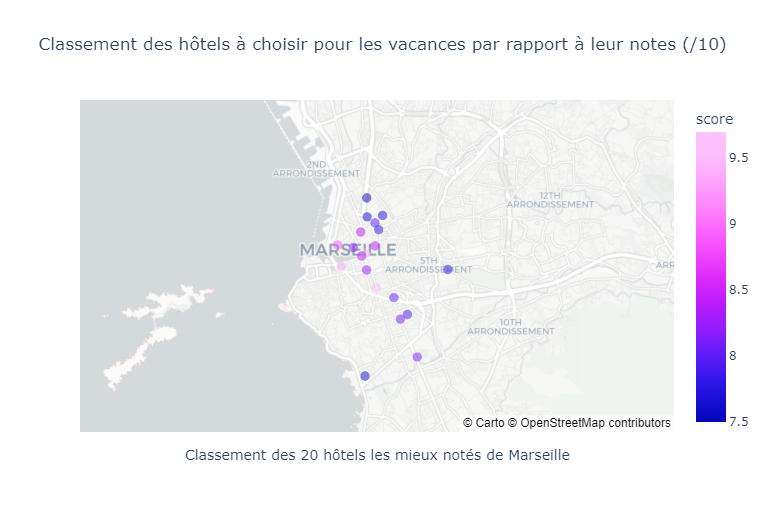 Classement des hôtels à choisir pour les vacances par rapport à leur notes (/10)
score
9.5
9
8.5
8
7.5
2ND
ARRONDISSEMENT
12TH
ARRONDISSEMENT
MARSEILLE
5TH
ARRONDISSEMENT
ARR
10TH
ARRONDISSEMENT
© Carto © OpenStreetMap contributors
Classement des 20 hôtels les mieux notés de Marseille